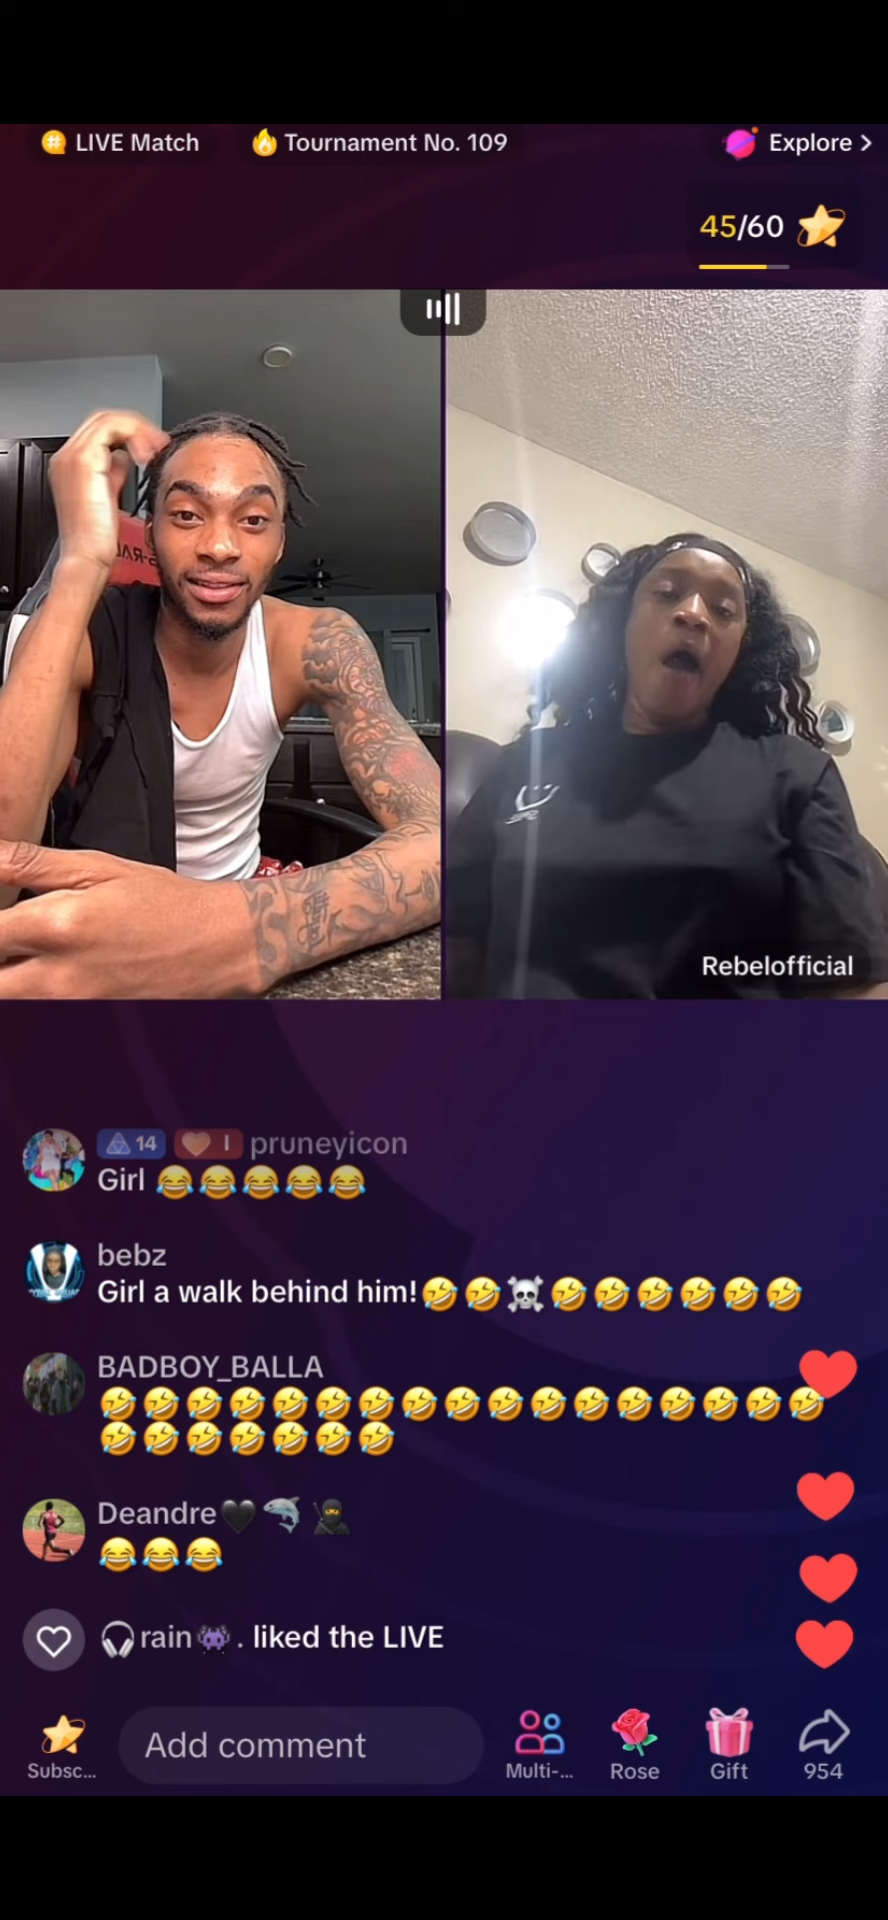 LIVE Match
Tournament No. 109
Explore >
45/60
Rebelofficial
14 I pruneyicon
Girl 😂😂😂😂😂
bebz
Girl a walk behind him!🤣🤣☠️🤣🤣🤣🤣🤣🤣
BADBOY_BALLA
🤣🤣🤣🤣🤣🤣🤣🤣🤣🤣🤣🤣🤣🤣🤣🤣🤣
🤣🤣🤣🤣🤣🤣🤣
Deandre🖤🦈🥷🏿
😂😂😂
🎧rain👾. liked the LIVE
Subsc...
Add comment
Multi-...
Rose
Gift
954